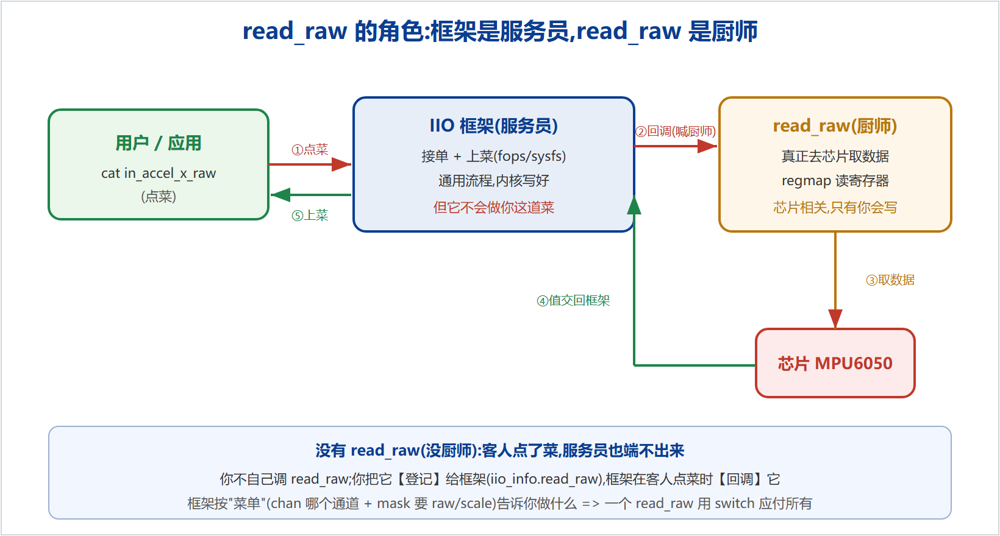 read_raw 的角色:框架是服务员,read_raw 是厨师
用户 / 应用
cat in_accel_x_raw
(点菜)
①点菜
⑤上菜
IIO 框架(服务员)
接单 + 上菜(fops/sysfs)
通用流程,内核写好
但它不会做你这道菜
②回调(喊厨师)
read_raw(厨师)
真正去芯片取数据
regmap 读寄存器
芯片相关,只有你会写
③取数据
④值交回框架
芯片 MPU6050
没有 read_raw(没厨师):客人点了菜,服务员也端不出来
你不自己调 read_raw;你把它【登记】给框架(iio_info.read_raw),框架在客人点菜时【回调】它
框架按"菜单"(chan 哪个通道 + mask 要 raw/scale)告诉你做什么 => 一个 read_raw 用 switch 应付所有